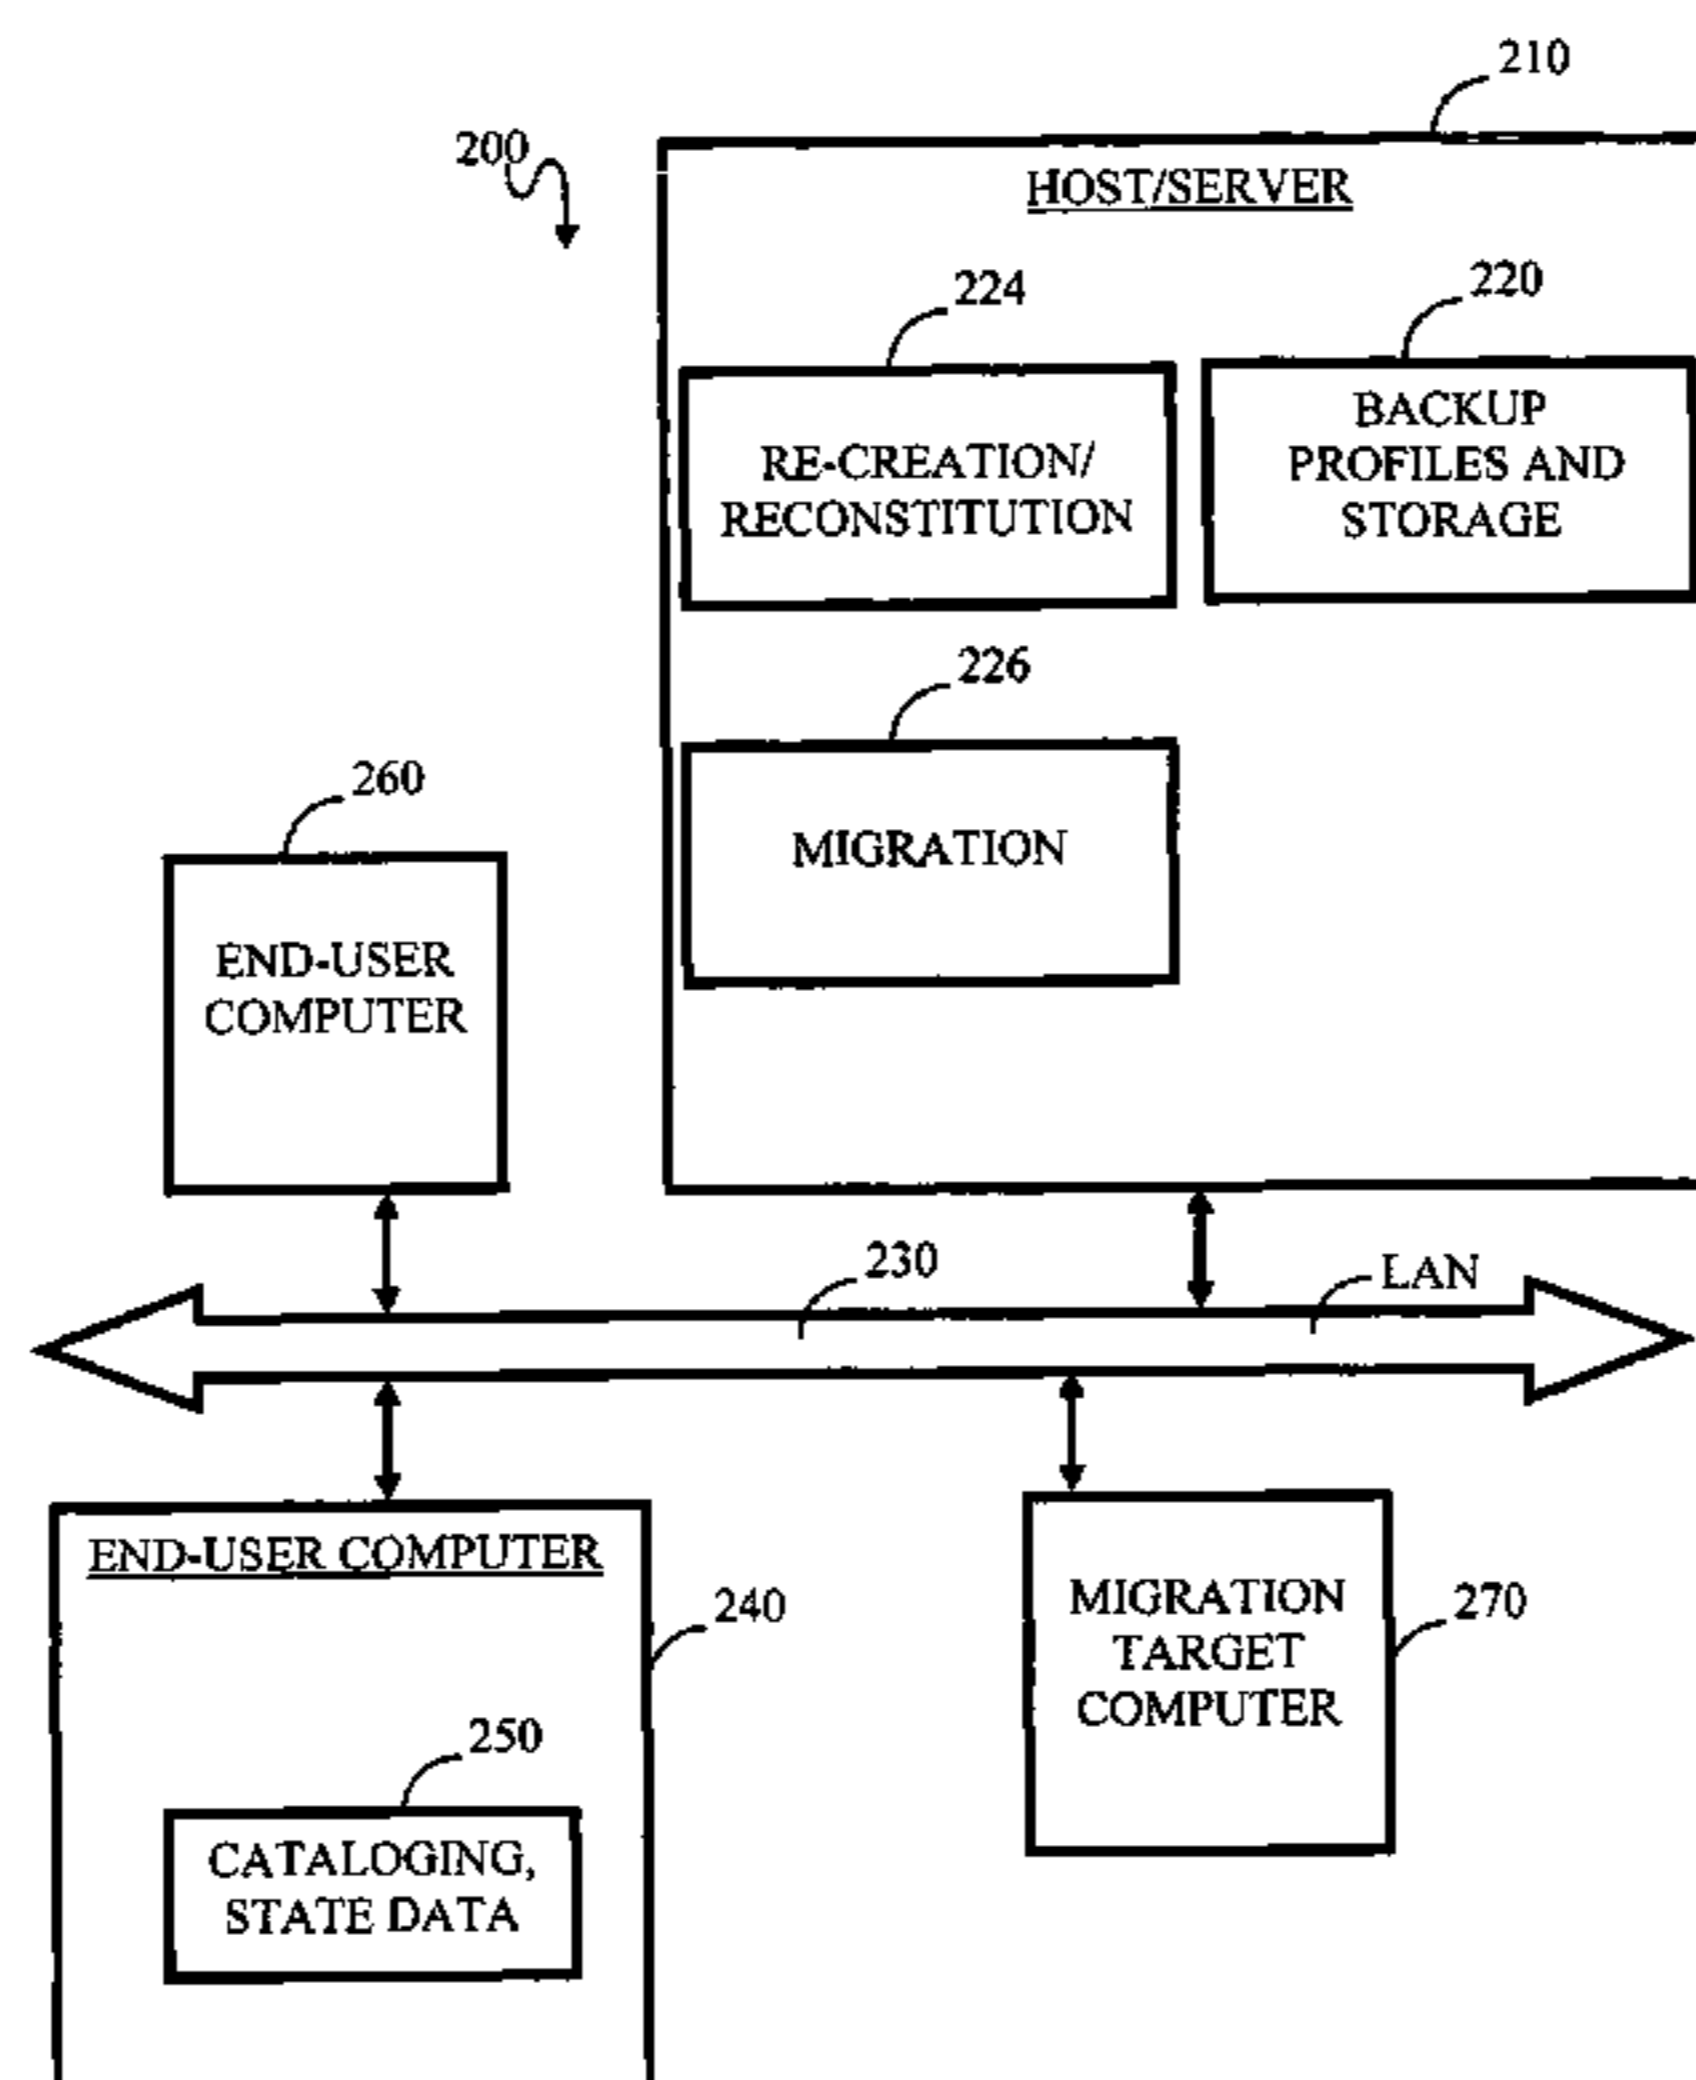 210
200
HOST/SERVER
224
220
RE-CREATION/
RECONSTITUTION
BACKUP
PROFILES AND
STORAGE
226
MIGRATION
260
END-USER
COMPUTER
230
LAN
END-USER COMPUTER
240
250
CATALOGING,
STATE DATA
MIGRATION
TARGET
COMPUTER
270